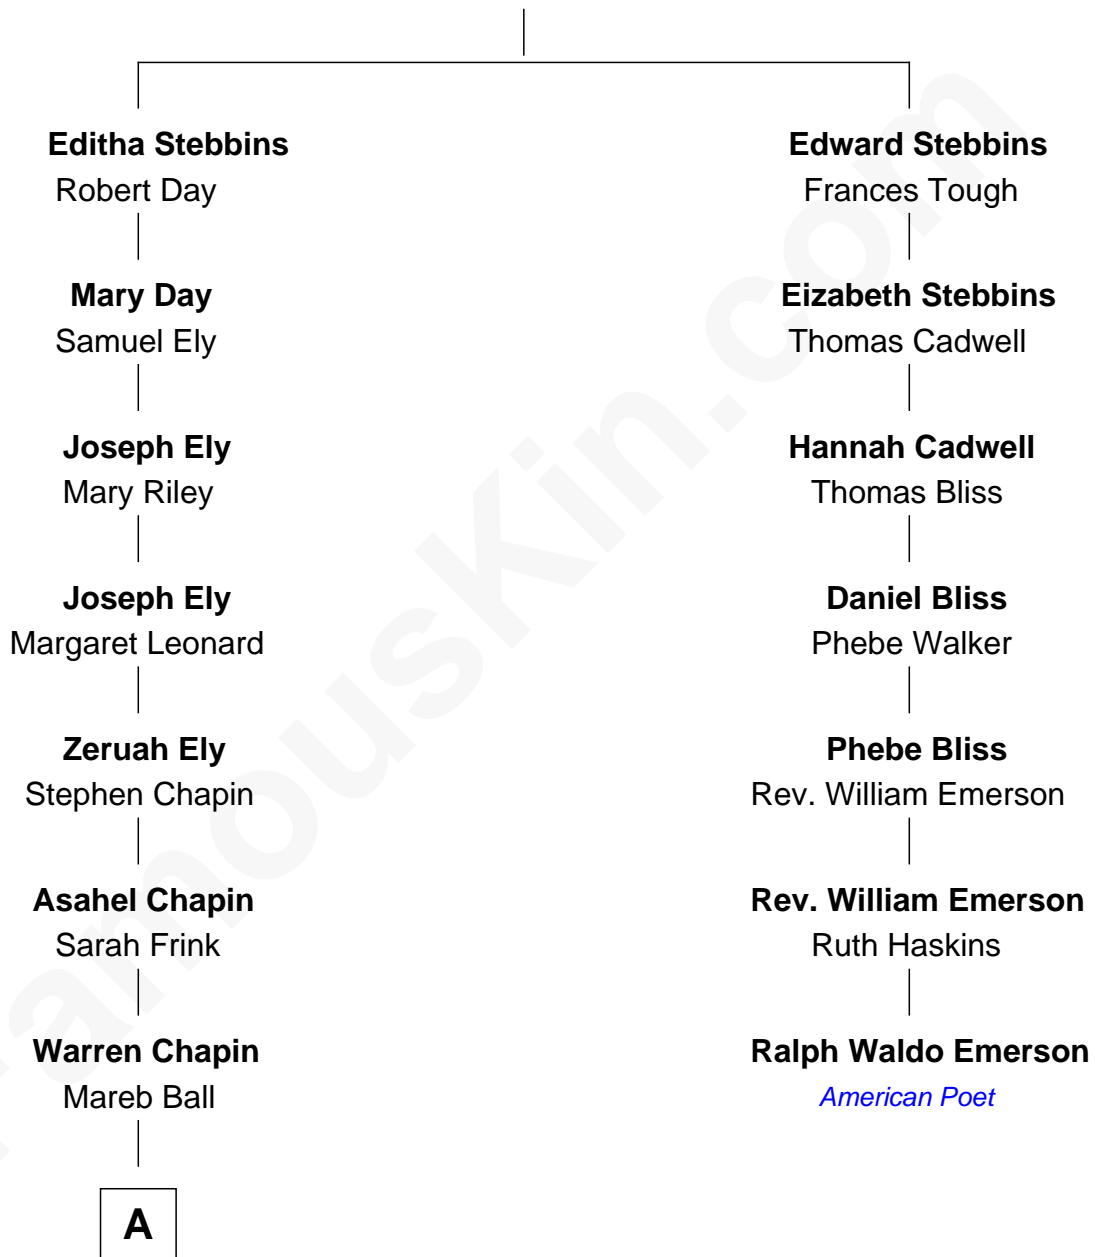 Editha Stebbins
Robert Day
Mary Day
Samuel Ely
Joseph Ely
Mary Riley
Joseph Ely
Margaret Leonard
Zeruah Ely
Stephen Chapin
Asahel Chapin
Sarah Frink
Warren Chapin
Mareb Ball
A
Edward Stebbins
Frances Tough
Eizabeth Stebbins
Thomas Cadwell
Hannah Cadwell
Thomas Bliss
Daniel Bliss
Phebe Walker
Phebe Bliss
Rev. William Emerson
Rev. William Emerson
Ruth Haskins
Ralph Waldo Emerson
American Poet
FamousKin.com